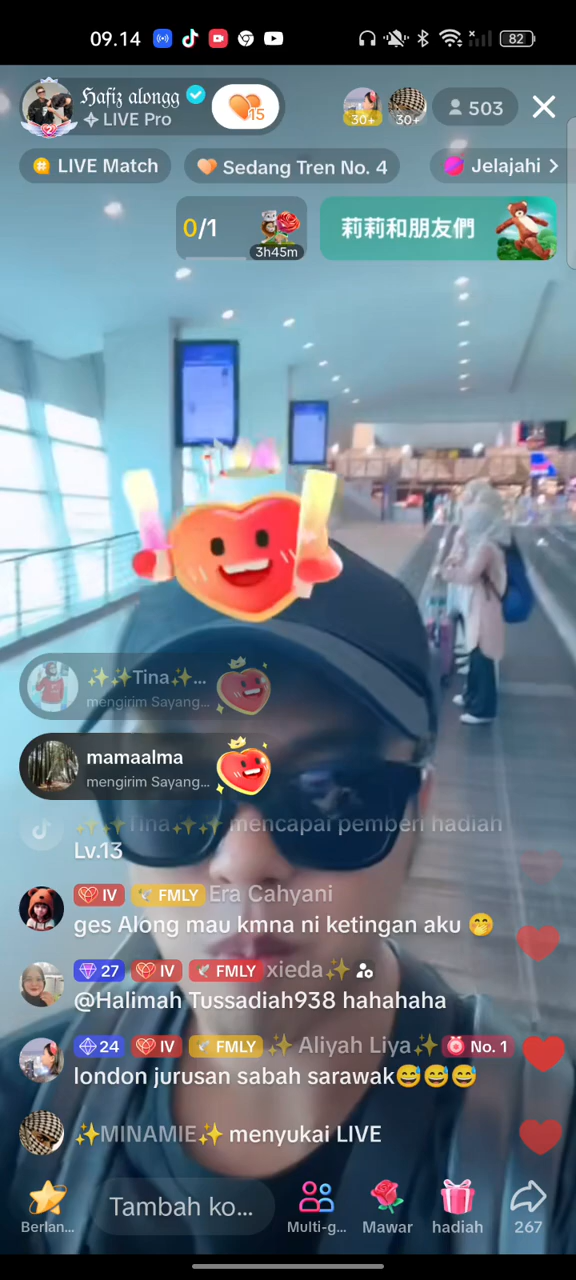 09.14
82
ℌ𝔞𝔣𝔦𝔷 𝔞𝔩𝔬𝔫𝔤𝔤
LIVE Pro
15
30+
30+
503
LIVE Match
Sedang Tren No. 4
Jelajahi >
0/1
3h45m
莉莉和朋友們
✨✨Tina✨...
mengirim Sayang...
mamaalma
mengirim Sayang...
✨✨Tina✨✨ mencapai pemberi hadiah
Lv.13
IV FMLY Era Cahyani
ges Along mau kmna ni ketingan aku 🤭
27 IV FMLY xieda✨
@Halimah Tussadiah938 hahahaha
24 IV FMLY ✨ Aliyah Liya✨ No. 1
london jurusan sabah sarawak😅😅😅
✨MINAMIE✨ menyukai LIVE
Berlan...
Tambah ko...
Multi-g...
Mawar
hadiah
267